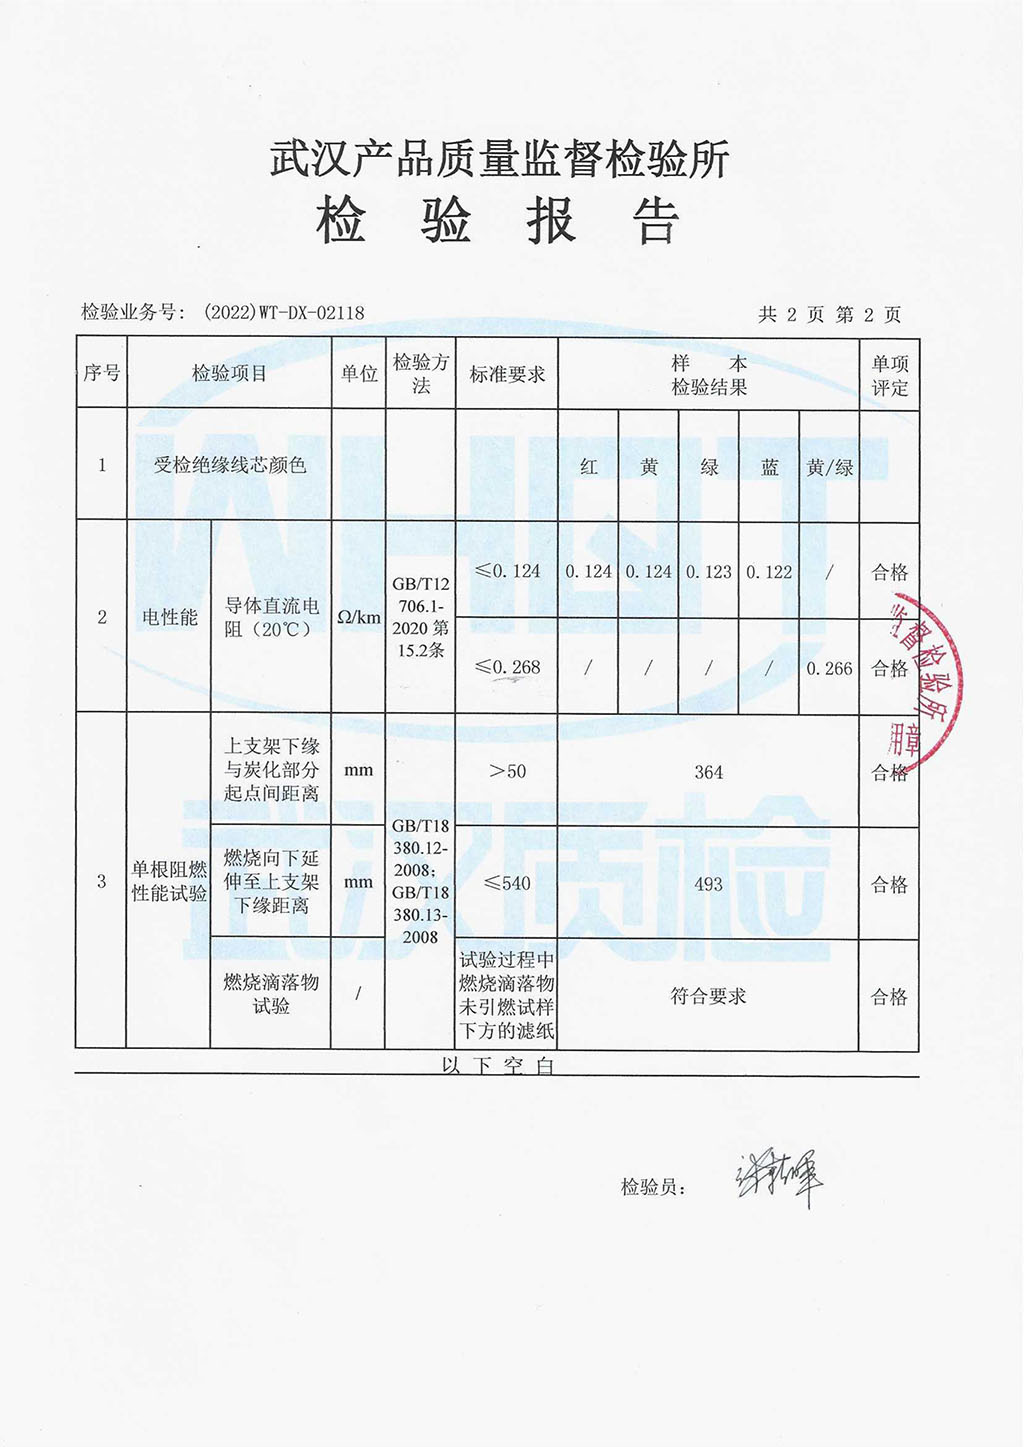 武汉产品质量监督检验所
检 验 报 告
检验业务号: (2022)WT-DX-02118
共 2 页 第 2 页
序号
检验项目
单位
检验方
法
标准要求
样 本
检验结果
单项
评定
1
受检绝缘线芯颜色
红
黄
绿
蓝
黄/绿
2
电性能
导体直流电
阻（20℃）
Ω/km
GB/T12
706.1-
2020 第
15.2条
≤0.124
0.124
0.124
0.123
0.122
/
合格
≤0.268
/
/
/
/
0.266
合格
3
单根阻燃
性能试验
上支架下缘
与炭化部分
起点间距离
mm
GB/T18
380.12-
2008;
GB/T18
380.13-
2008
>50
364
合格
燃烧向下延
伸至上支架
下缘距离
mm
≤540
493
合格
燃烧滴落物
试验
/
试验过程中
燃烧滴落物
未引燃试样
下方的滤纸
符合要求
合格
以 下 空 白
检验员:
WHQT
武汉质检
督检验所
用章